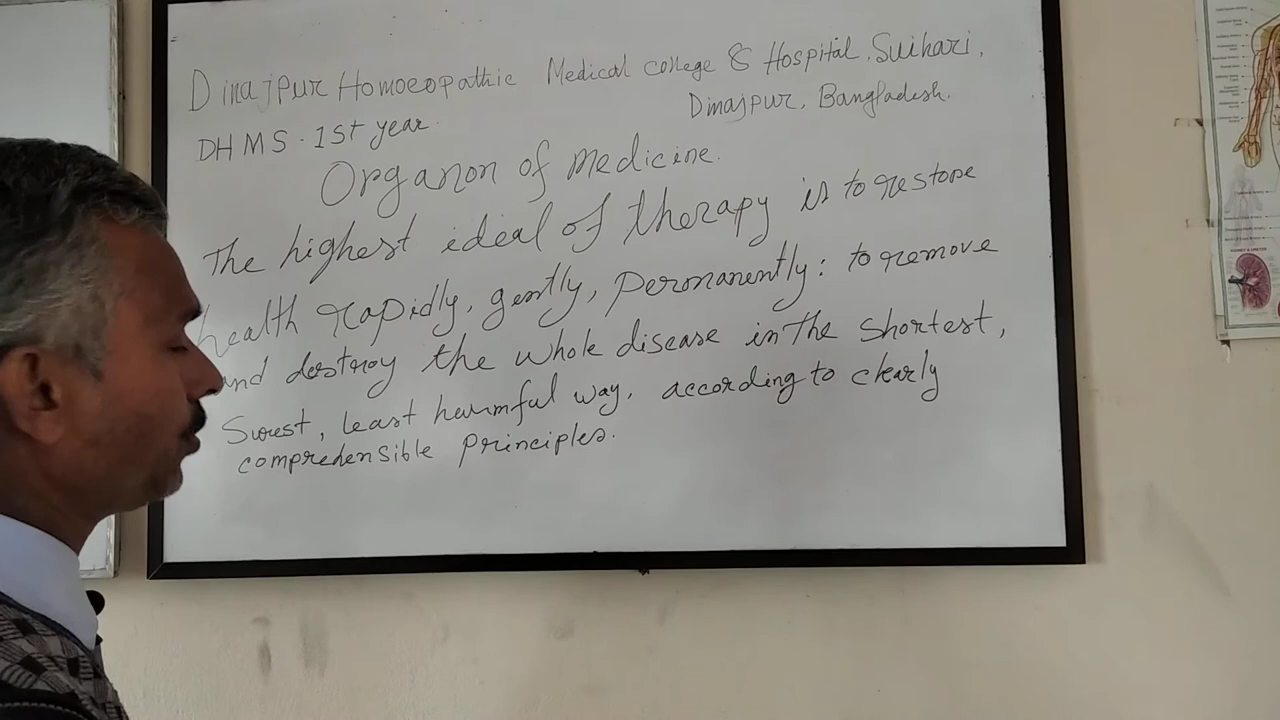 Dinajpur Homoeopathic Medical college & Hospital. Suihari,
Dinajpur, Bangladesh.
DHMS - 1st year.
Organon of medicine.
The highest ideal of therapy is to restore
health rapidly, gently, permanently: to remove
and destroy the whole disease in the shortest,
Surest, least harmful way, according to clearly
compredensible principles.